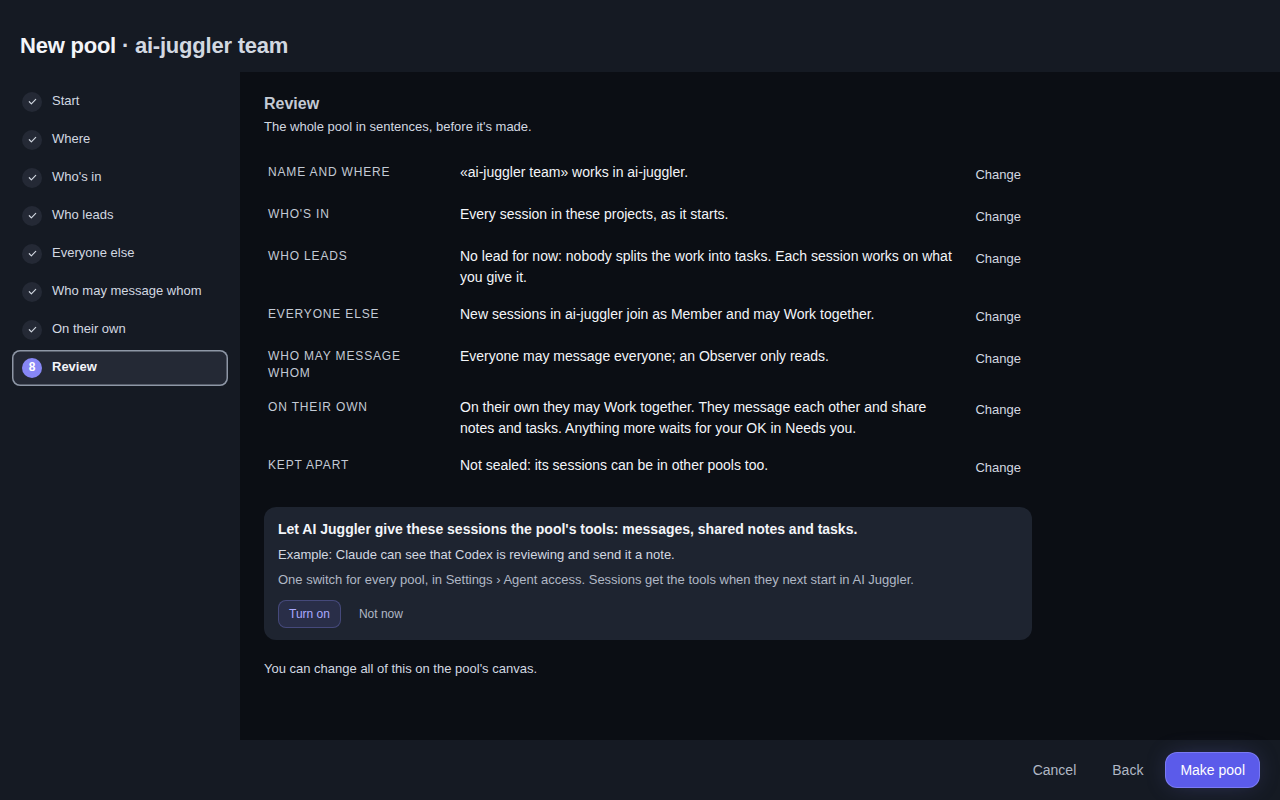 New pool · ai-juggler team
Start
Where
Who's in
Who leads
Everyone else
Who may message whom
On their own
8 Review
Review
The whole pool in sentences, before it's made.
NAME AND WHERE
«ai-juggler team» works in ai-juggler.
Change
WHO'S IN
Every session in these projects, as it starts.
Change
WHO LEADS
No lead for now: nobody splits the work into tasks. Each session works on what
you give it.
Change
EVERYONE ELSE
New sessions in ai-juggler join as Member and may Work together.
Change
WHO MAY MESSAGE
WHOM
Everyone may message everyone; an Observer only reads.
Change
ON THEIR OWN
On their own they may Work together. They message each other and share
notes and tasks. Anything more waits for your OK in Needs you.
Change
KEPT APART
Not sealed: its sessions can be in other pools too.
Change
Let AI Juggler give these sessions the pool's tools: messages, shared notes and tasks.
Example: Claude can see that Codex is reviewing and send it a note.
One switch for every pool, in Settings › Agent access. Sessions get the tools when they next start in AI Juggler.
Turn on
Not now
You can change all of this on the pool's canvas.
Cancel
Back
Make pool